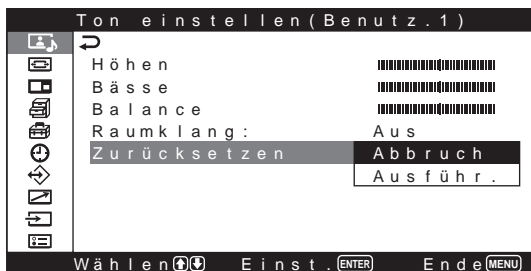 Ton einstellen(Benutz.1)
Höhen
Bässe
Balance
Raumklang: Aus
Zurücksetzen Abbruch
Ausführ.
Wählen Einst. ENTER Ende MENU